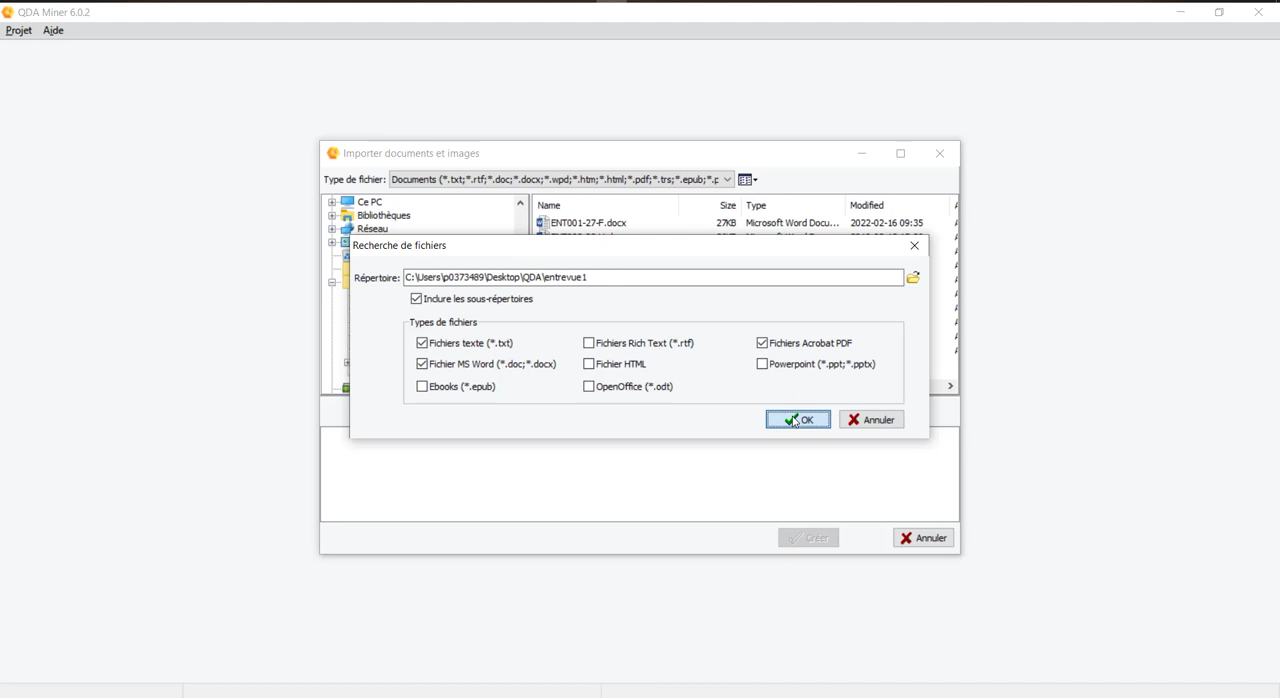 QDA Miner 6.0.2
Projet Aide
Importer documents et images
Type de fichier: Documents (*.txt;*.rtf;*.doc;*.docx;*.wpd;*.htm;*.html;*.pdf;*.trs;*.epub;*.p
Ce PC
Bibliothèques
Réseau
Name Size Type Modified
ENT001-27-F.docx 27KB Microsoft Word Docu... 2022-02-16 09:35
Recherche de fichiers
Répertoire: C:\Users\p0373489\Desktop\QDA\entrevue1
Inclure les sous-répertoires
Types de fichiers
Fichiers texte (*.txt) Fichiers Rich Text (*.rtf) Fichiers Acrobat PDF
Fichier MS Word (*.doc;*.docx) Fichier HTML Powerpoint (*.ppt;*.pptx)
Ebooks (*.epub) OpenOffice (*.odt)
OK Annuler
Créer Annuler